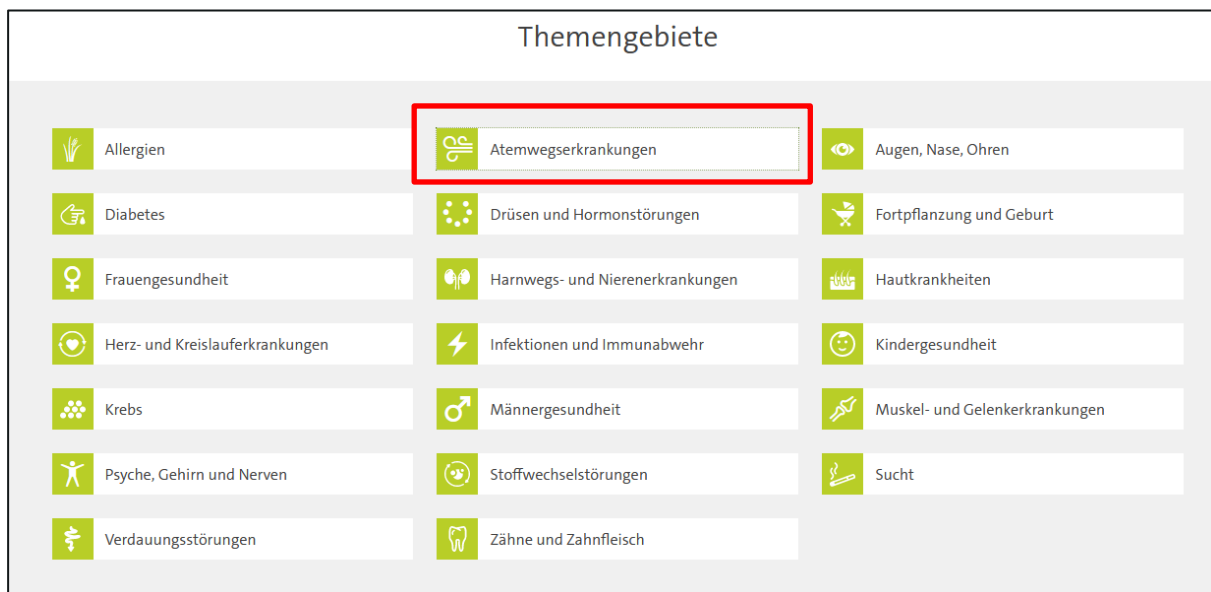 Themengebiete
Allergien
Atemwegserkrankungen
Augen, Nase, Ohren
Diabetes
Drüsen und Hormonstörungen
Fortpflanzung und Geburt
Frauengesundheit
Harnwegs- und Nierenerkrankungen
Hautkrankheiten
Herz- und Kreislauferkrankungen
Infektionen und Immunabwehr
Kindergesundheit
Krebs
Männergesundheit
Muskel- und Gelenkerkrankungen
Psyche, Gehirn und Nerven
Stoffwechselstörungen
Sucht
Verdauungsstörungen
Zähne und Zahnfleisch